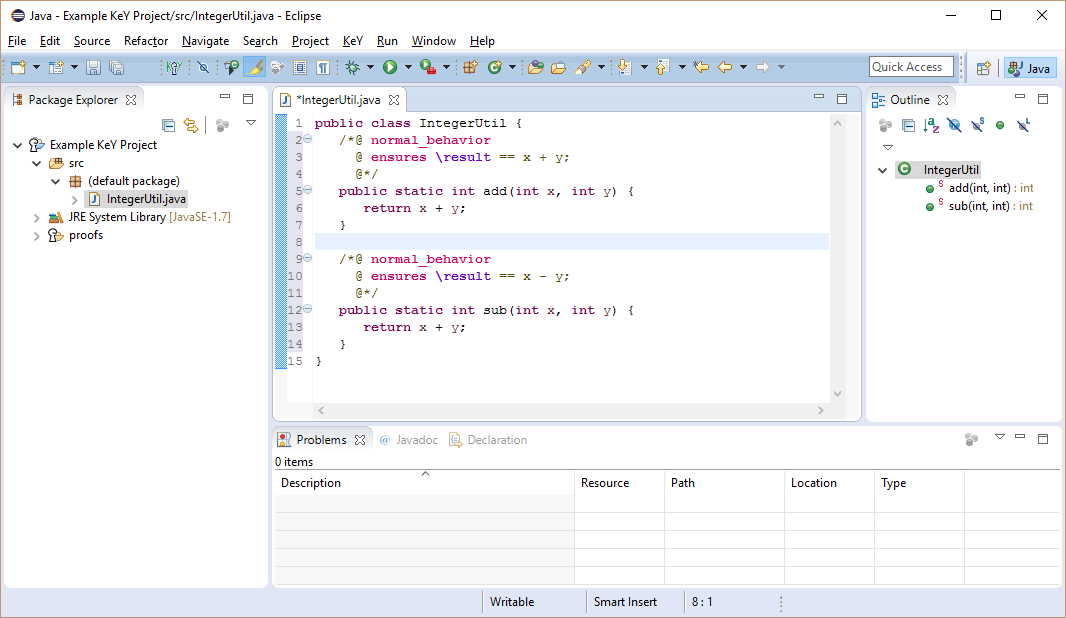 Java - Example KeY Project/src/IntegerUtil.java - Eclipse
File Edit Source Refactor Navigate Search Project KeY Run Window Help
Quick Access Java
Package Explorer
Example KeY Project
src
(default package)
IntegerUtil.java
JRE System Library [JavaSE-1.7]
proofs
*IntegerUtil.java
1 public class IntegerUtil {
2 /*@ normal_behavior
3 @ ensures \result == x + y;
4 @*/
5 public static int add(int x, int y) {
6 return x + y;
7 }
8
9 /*@ normal_behavior
10 @ ensures \result == x - y;
11 @*/
12 public static int sub(int x, int y) {
13 return x + y;
14 }
15 }
Outline
IntegerUtil
add(int, int) : int
sub(int, int) : int
Problems @ Javadoc Declaration
0 items
Description Resource Path Location Type
Writable Smart Insert 8 : 1